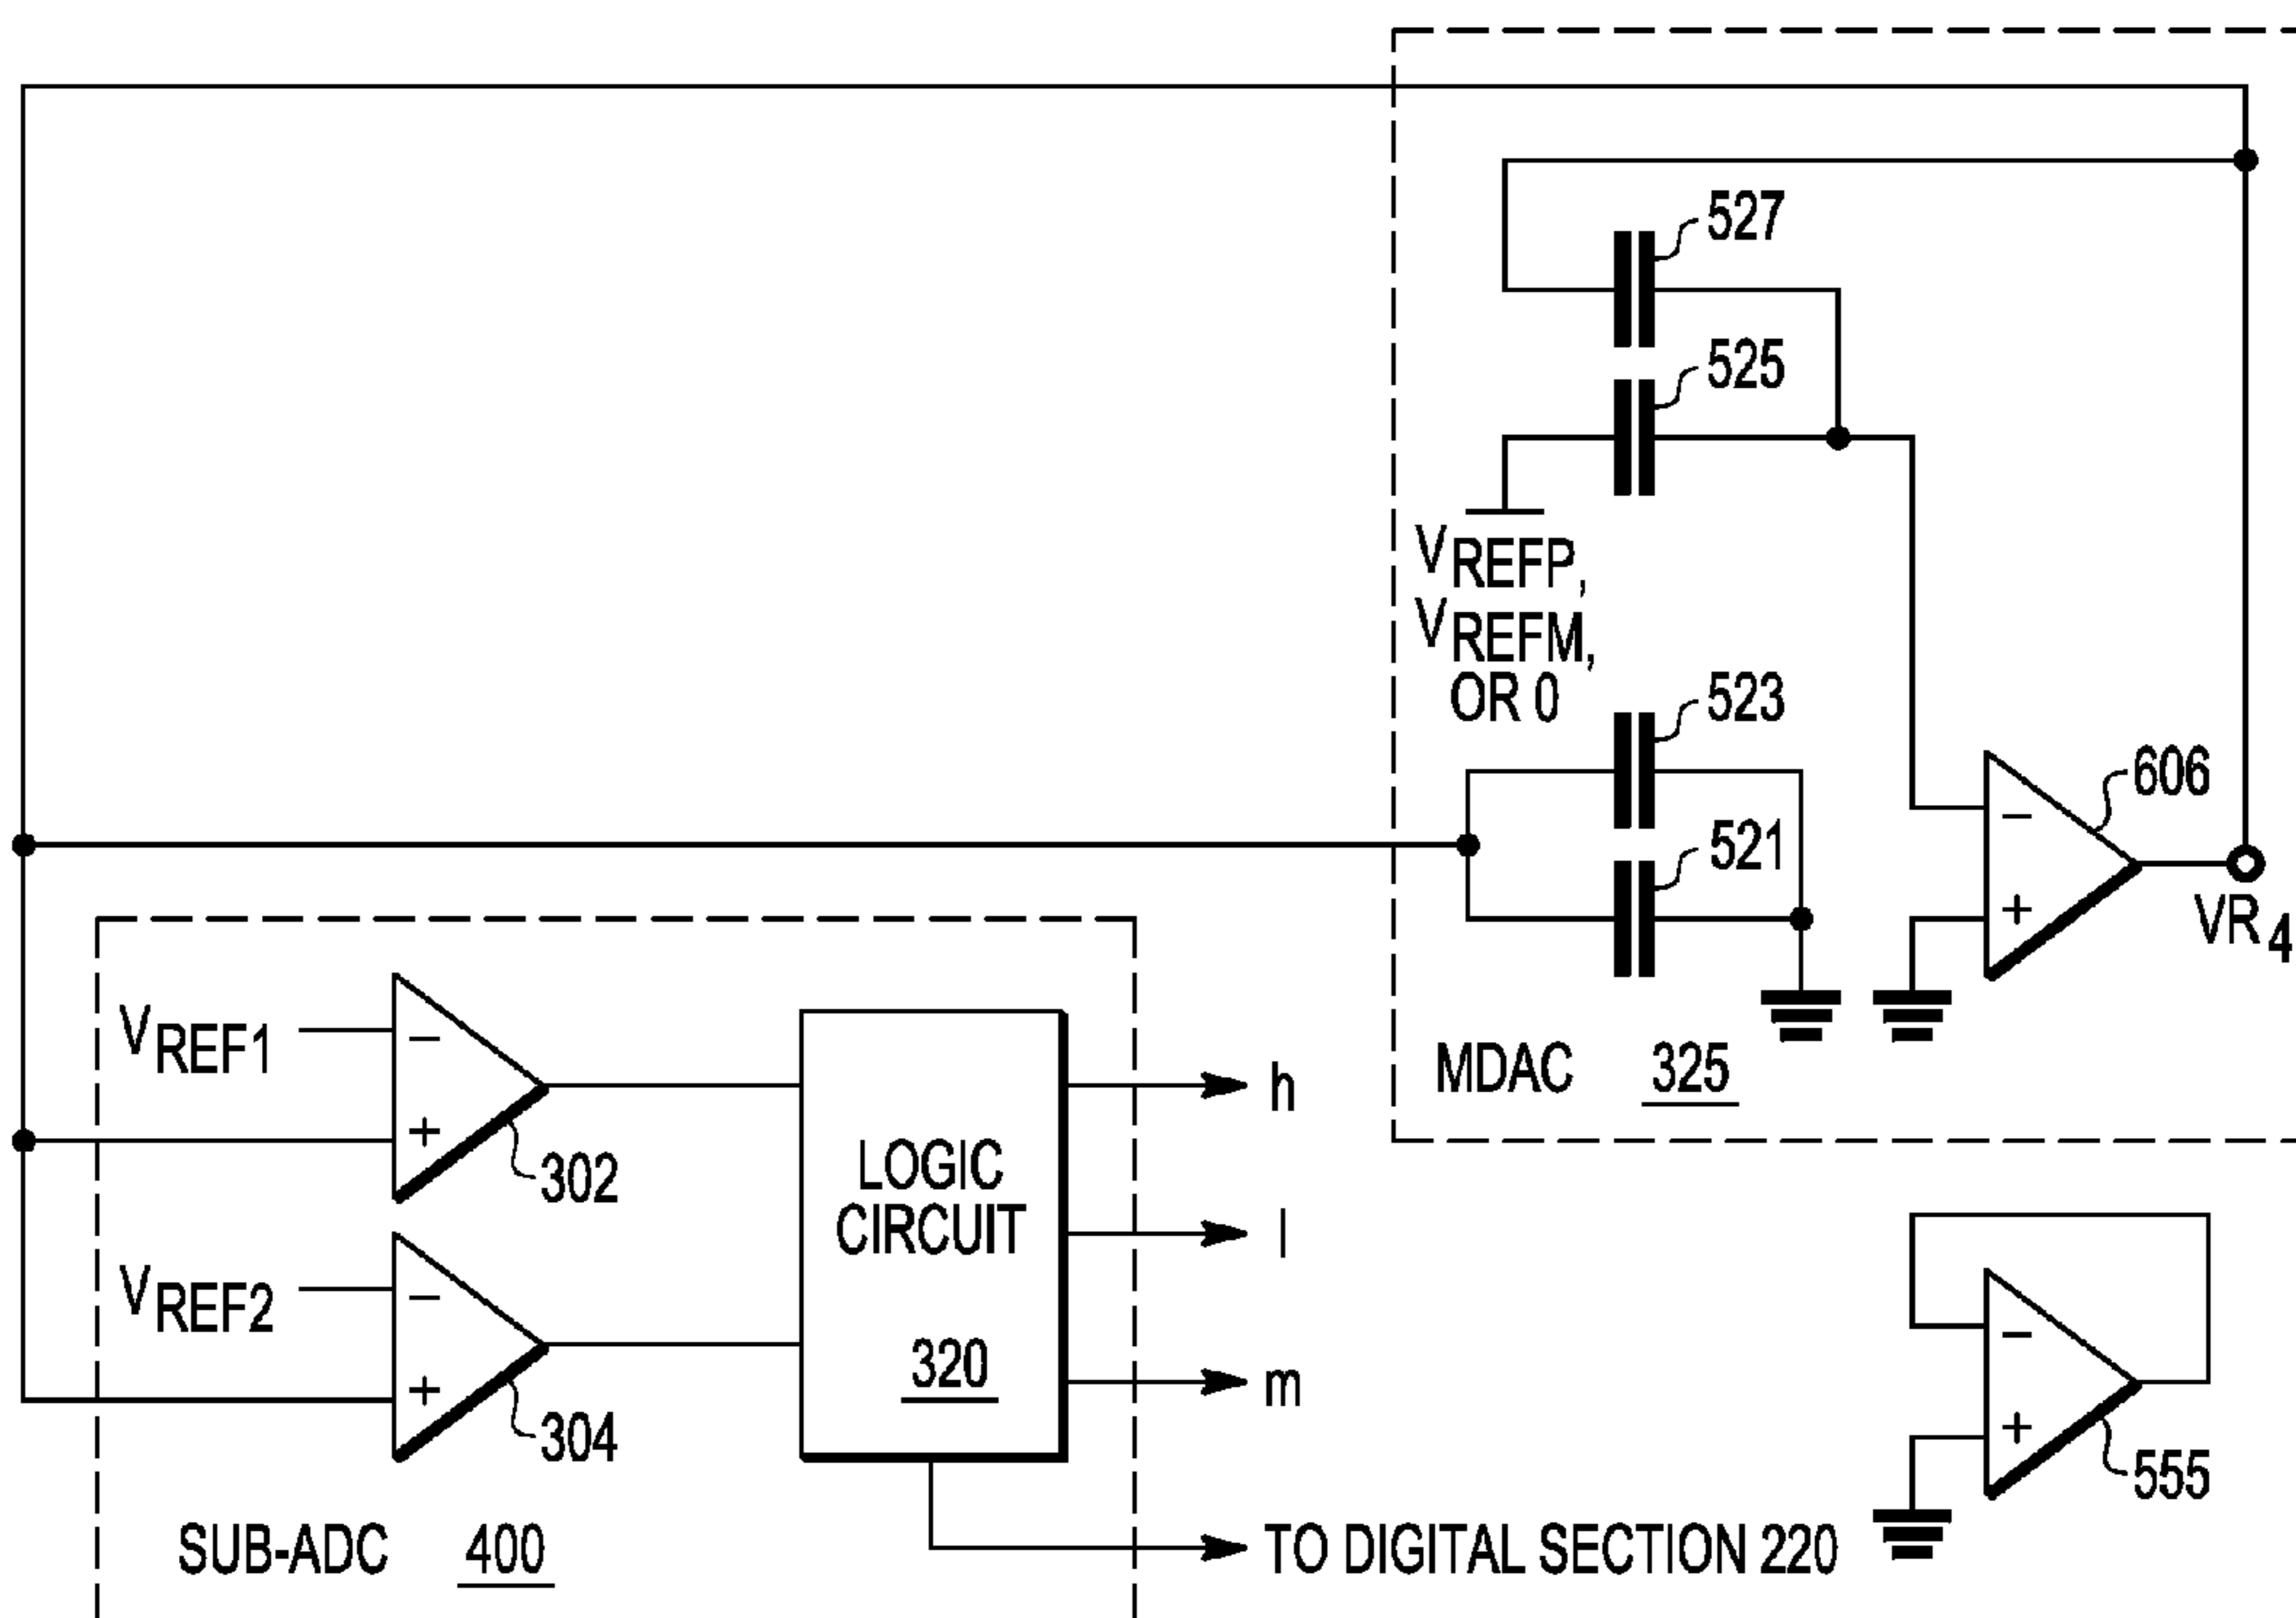 527
525
VREFP,
VREFM,
OR 0
523
521
606
−
+
VR4
MDAC 325
VREF1
−
+
302
VREF2
−
+
304
LOGIC
CIRCUIT
320
h
l
m
SUB-ADC 400
TO DIGITAL SECTION 220
−
+
555